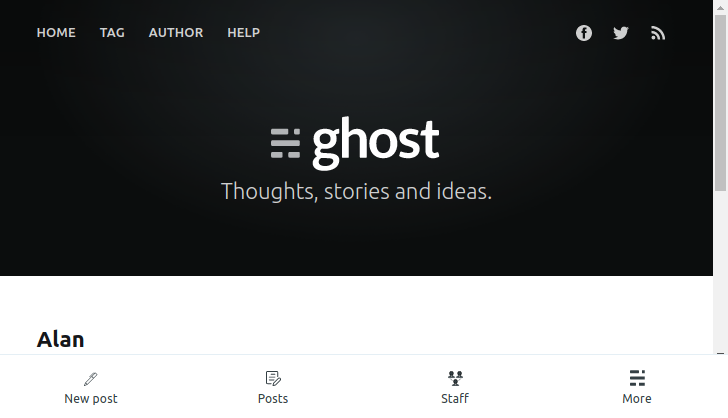 HOME TAG AUTHOR HELP
ghost
Thoughts, stories and ideas.
Alan
New post Posts Staff More